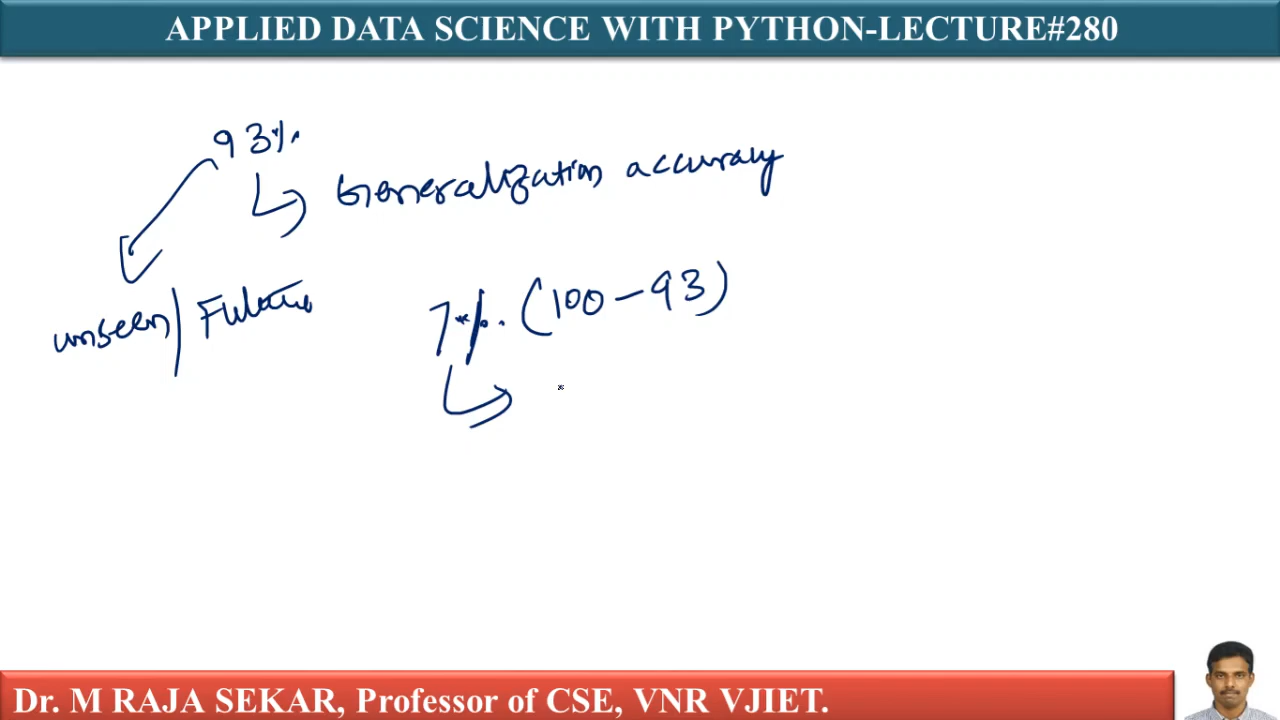 APPLIED DATA SCIENCE WITH PYTHON-LECTURE#280
93%
Generalization accuracy
unseen/Future
7%. (100-93)
Dr. M RAJA SEKAR, Professor of CSE, VNR VJIET.